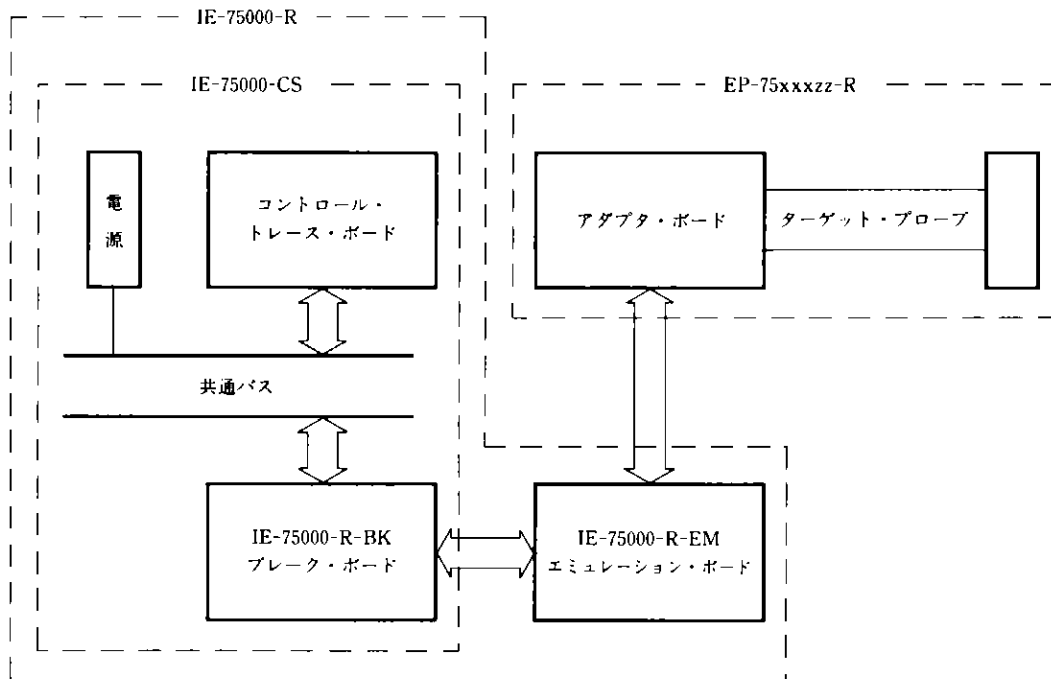 IE-75000-R
IE-75000-CS
EP-75xxxzz-R
電
源
コントロール・
トレース・ボード
アダプタ・ボード
ターゲット・プローブ
共通バス
IE-75000-R-BK
ブレーク・ボード
IE-75000-R-EM
エミュレーション・ボード